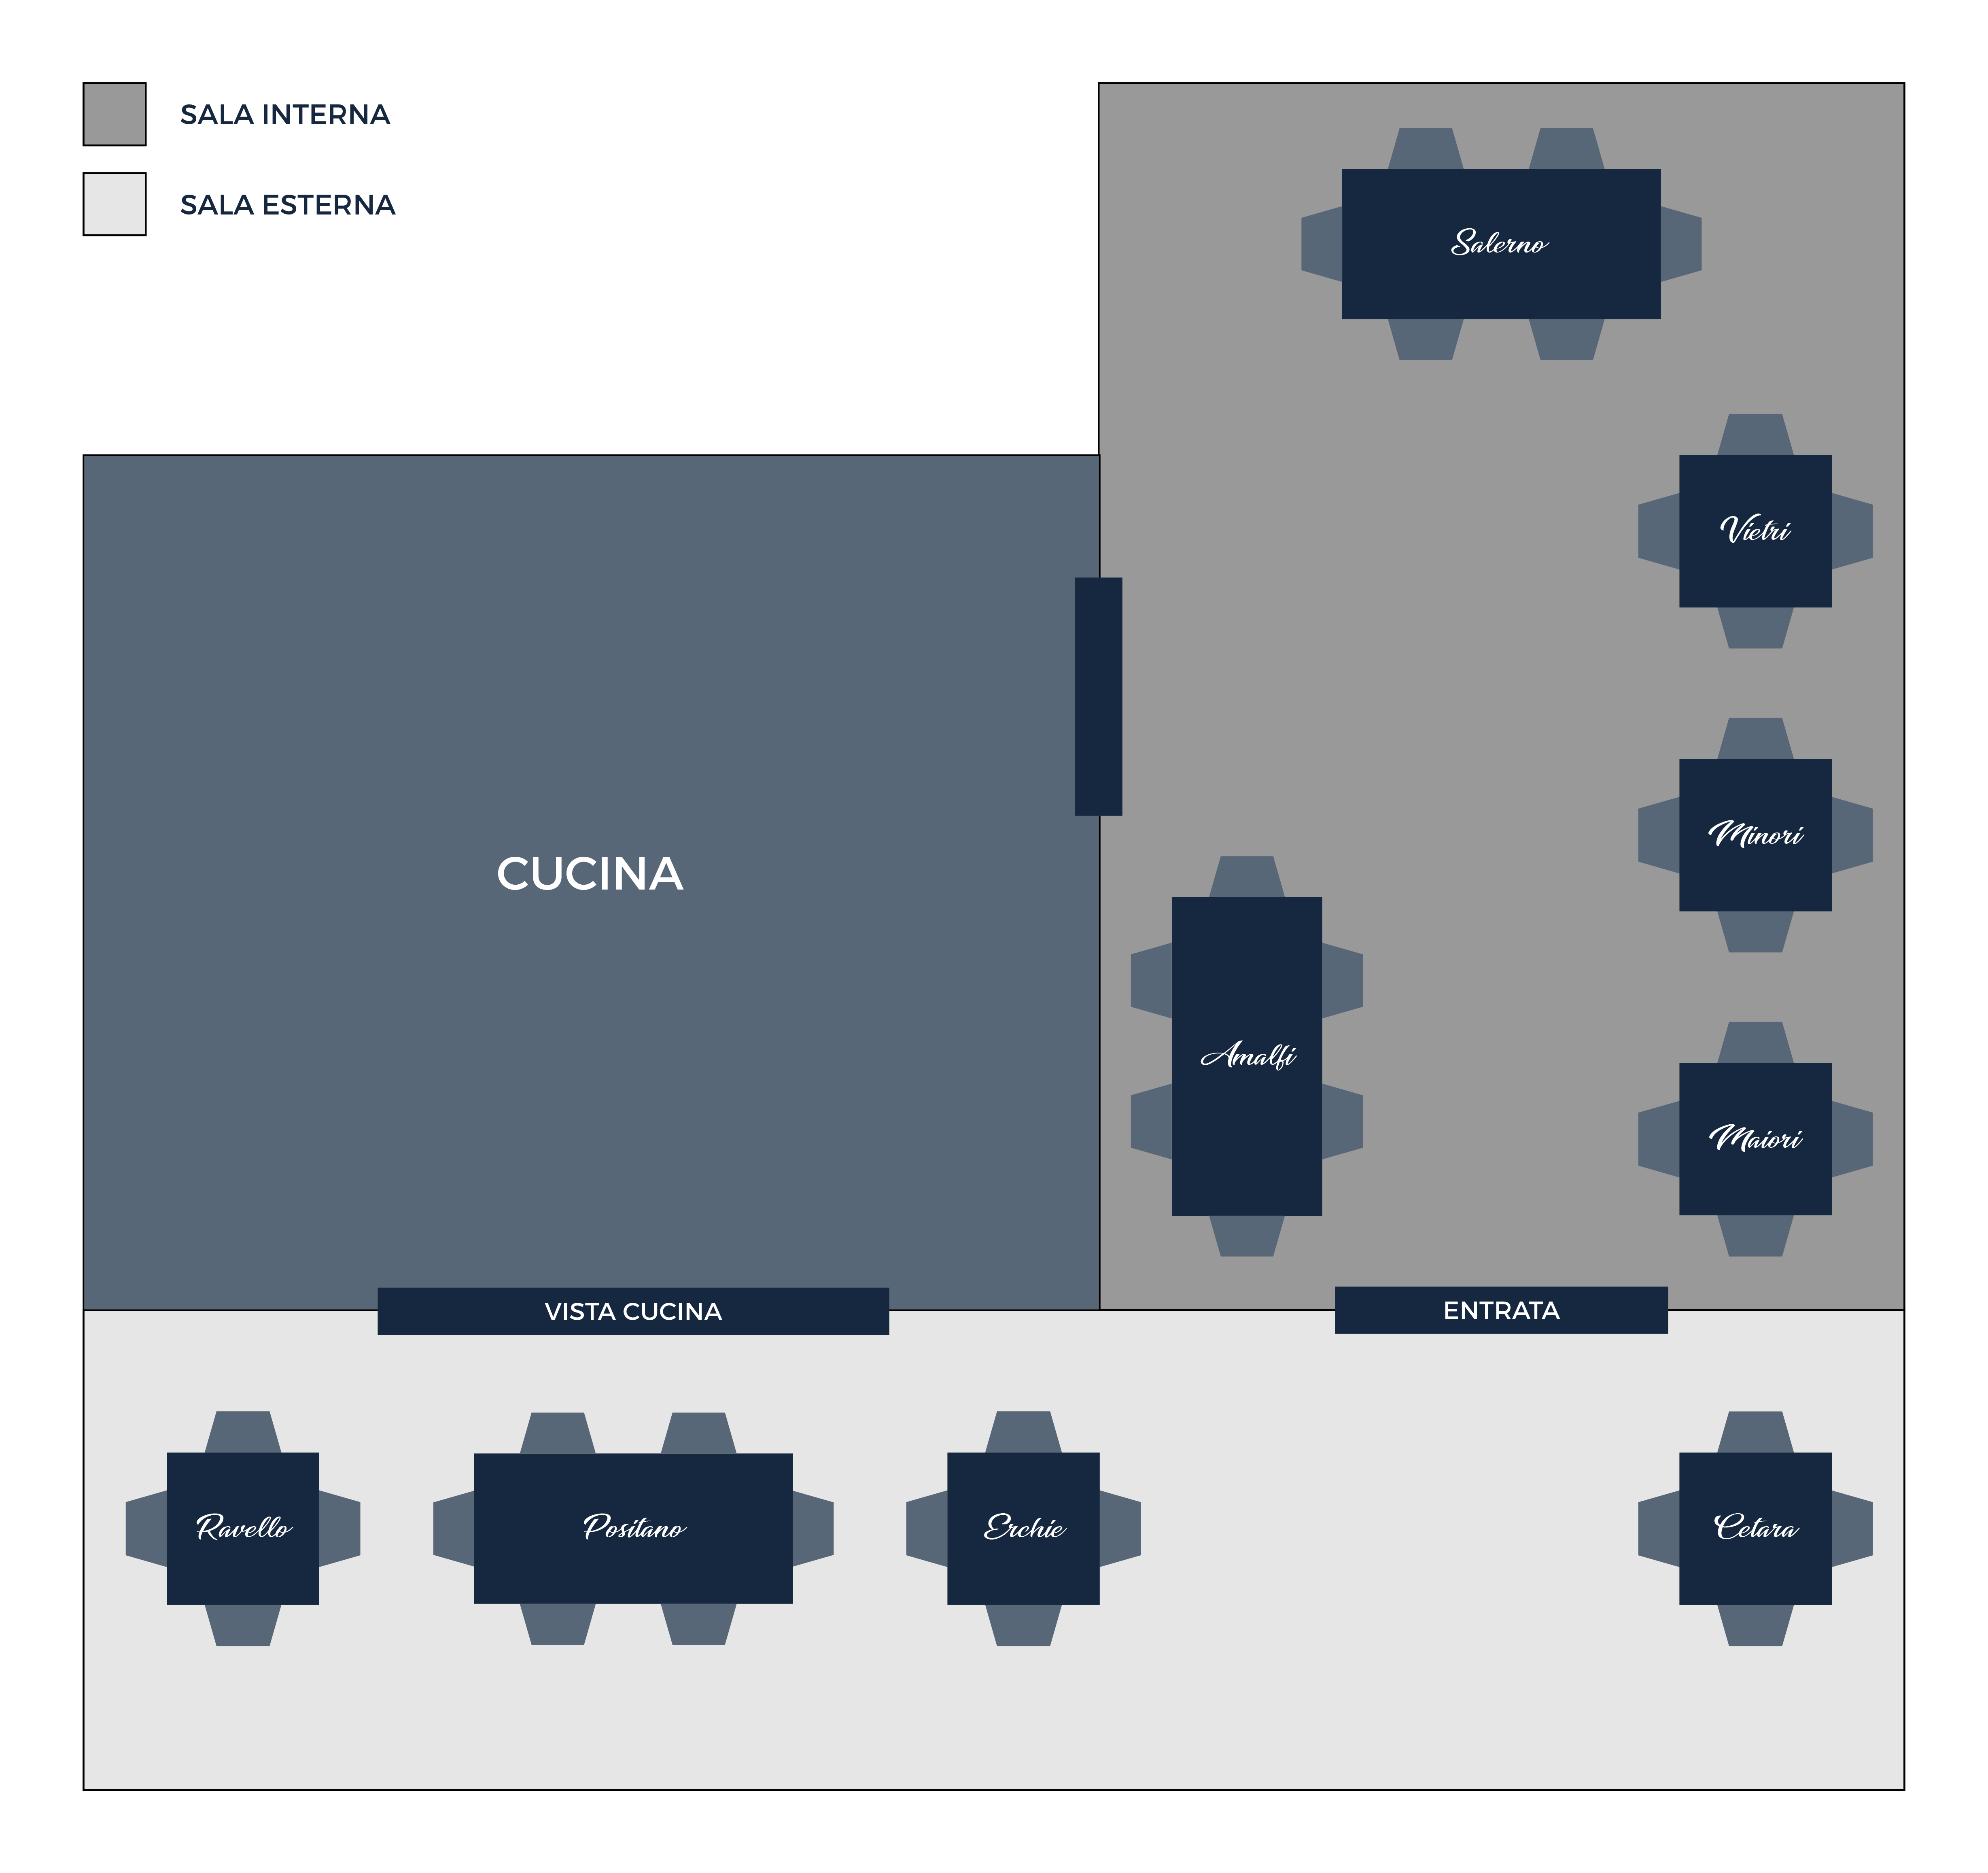 SALA INTERNA
SALA ESTERNA
Salerno
Vietri
Minori
CUCINA
Amalfi
Maiori
VISTA CUCINA
ENTRATA
Ravello
Positano
Erchie
Cetara